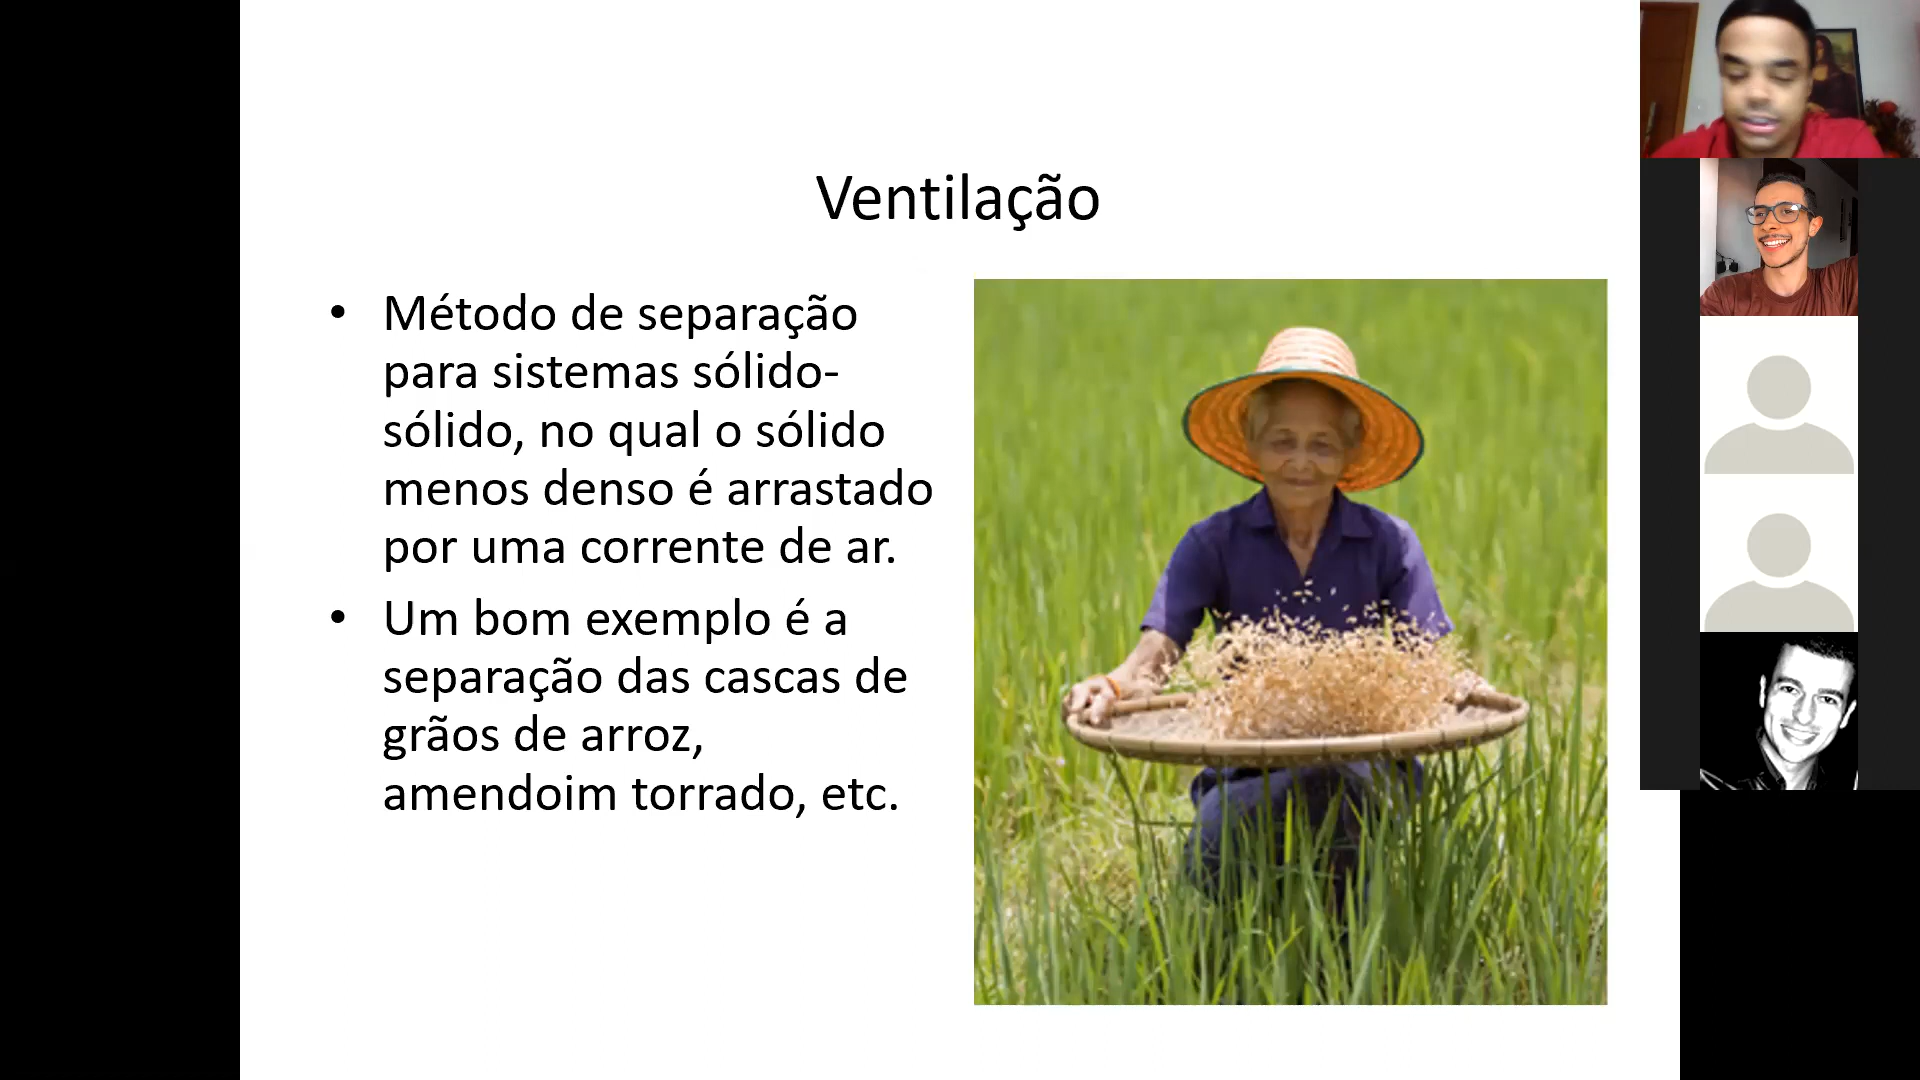 Ventilação
• Método de separação
para sistemas sólido-
sólido, no qual o sólido
menos denso é arrastado
por uma corrente de ar.
• Um bom exemplo é a
separação das cascas de
grãos de arroz,
amendoim torrado, etc.